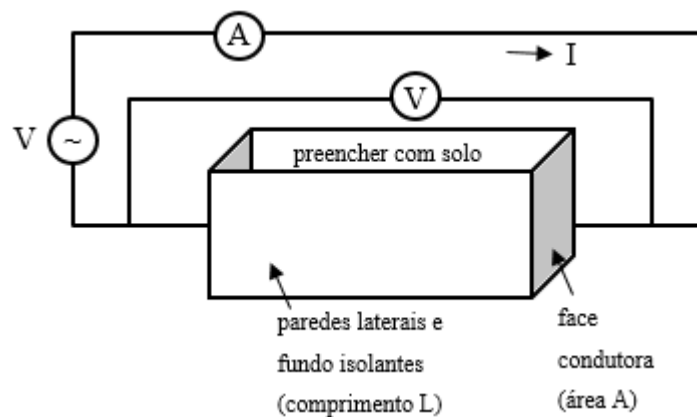 A
I
V
V
~
preencher com solo
paredes laterais e
fundo isolantes
(comprimento L)
face
condutora
(área A)